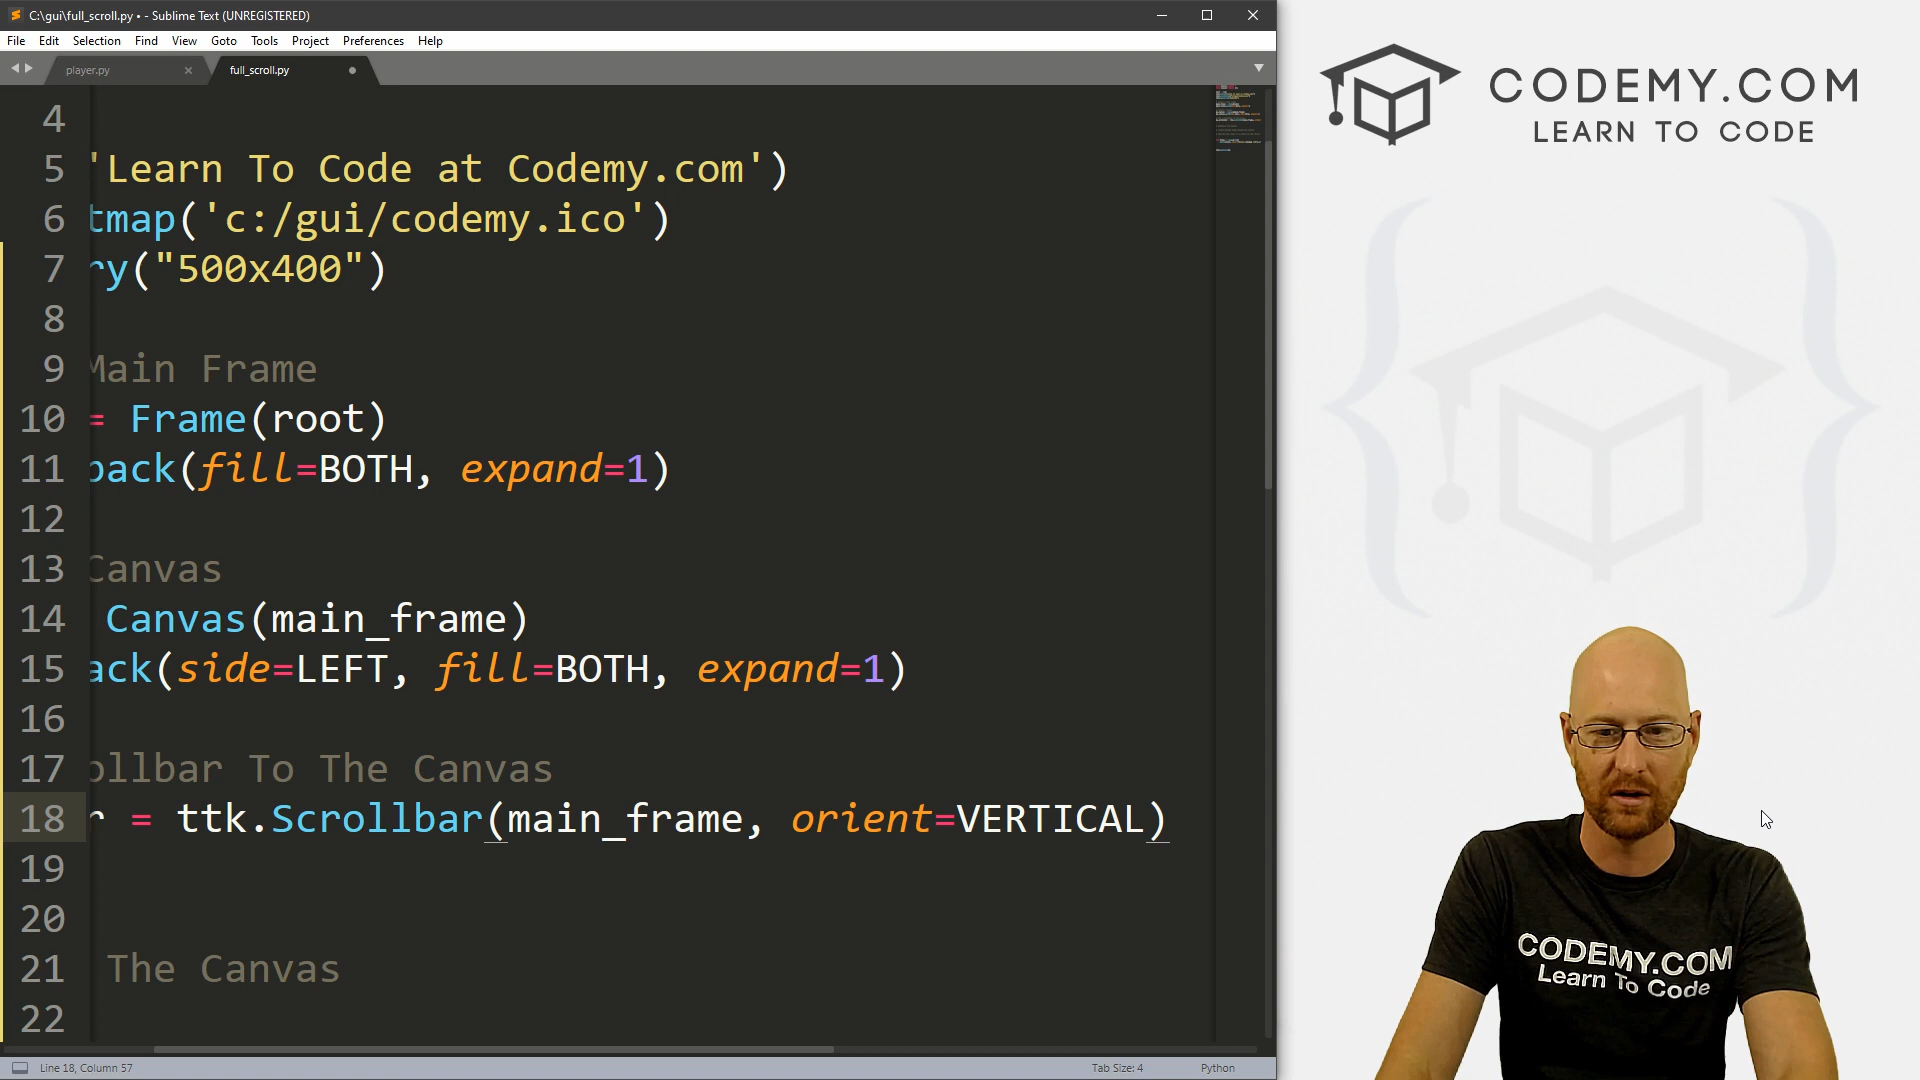 C:\gui\full_scroll.py • - Sublime Text (UNREGISTERED)
File Edit Selection Find View Goto Tools Project Preferences Help
player.py
full_scroll.py
4
5 'Learn To Code at Codemy.com')
6 tmap('c:/gui/codemy.ico')
7 ry("500x400")
8
9 Main Frame
10 = Frame(root)
11 pack(fill=BOTH, expand=1)
12
13 Canvas
14 Canvas(main_frame)
15 ack(side=LEFT, fill=BOTH, expand=1)
16
17 ollbar To The Canvas
18 r = ttk.Scrollbar(main_frame, orient=VERTICAL)
19
20
21 The Canvas
22
Line 18, Column 57
Tab Size: 4
Python
CODEMY.COM
LEARN TO CODE
CODEMY.COM
Learn To Code